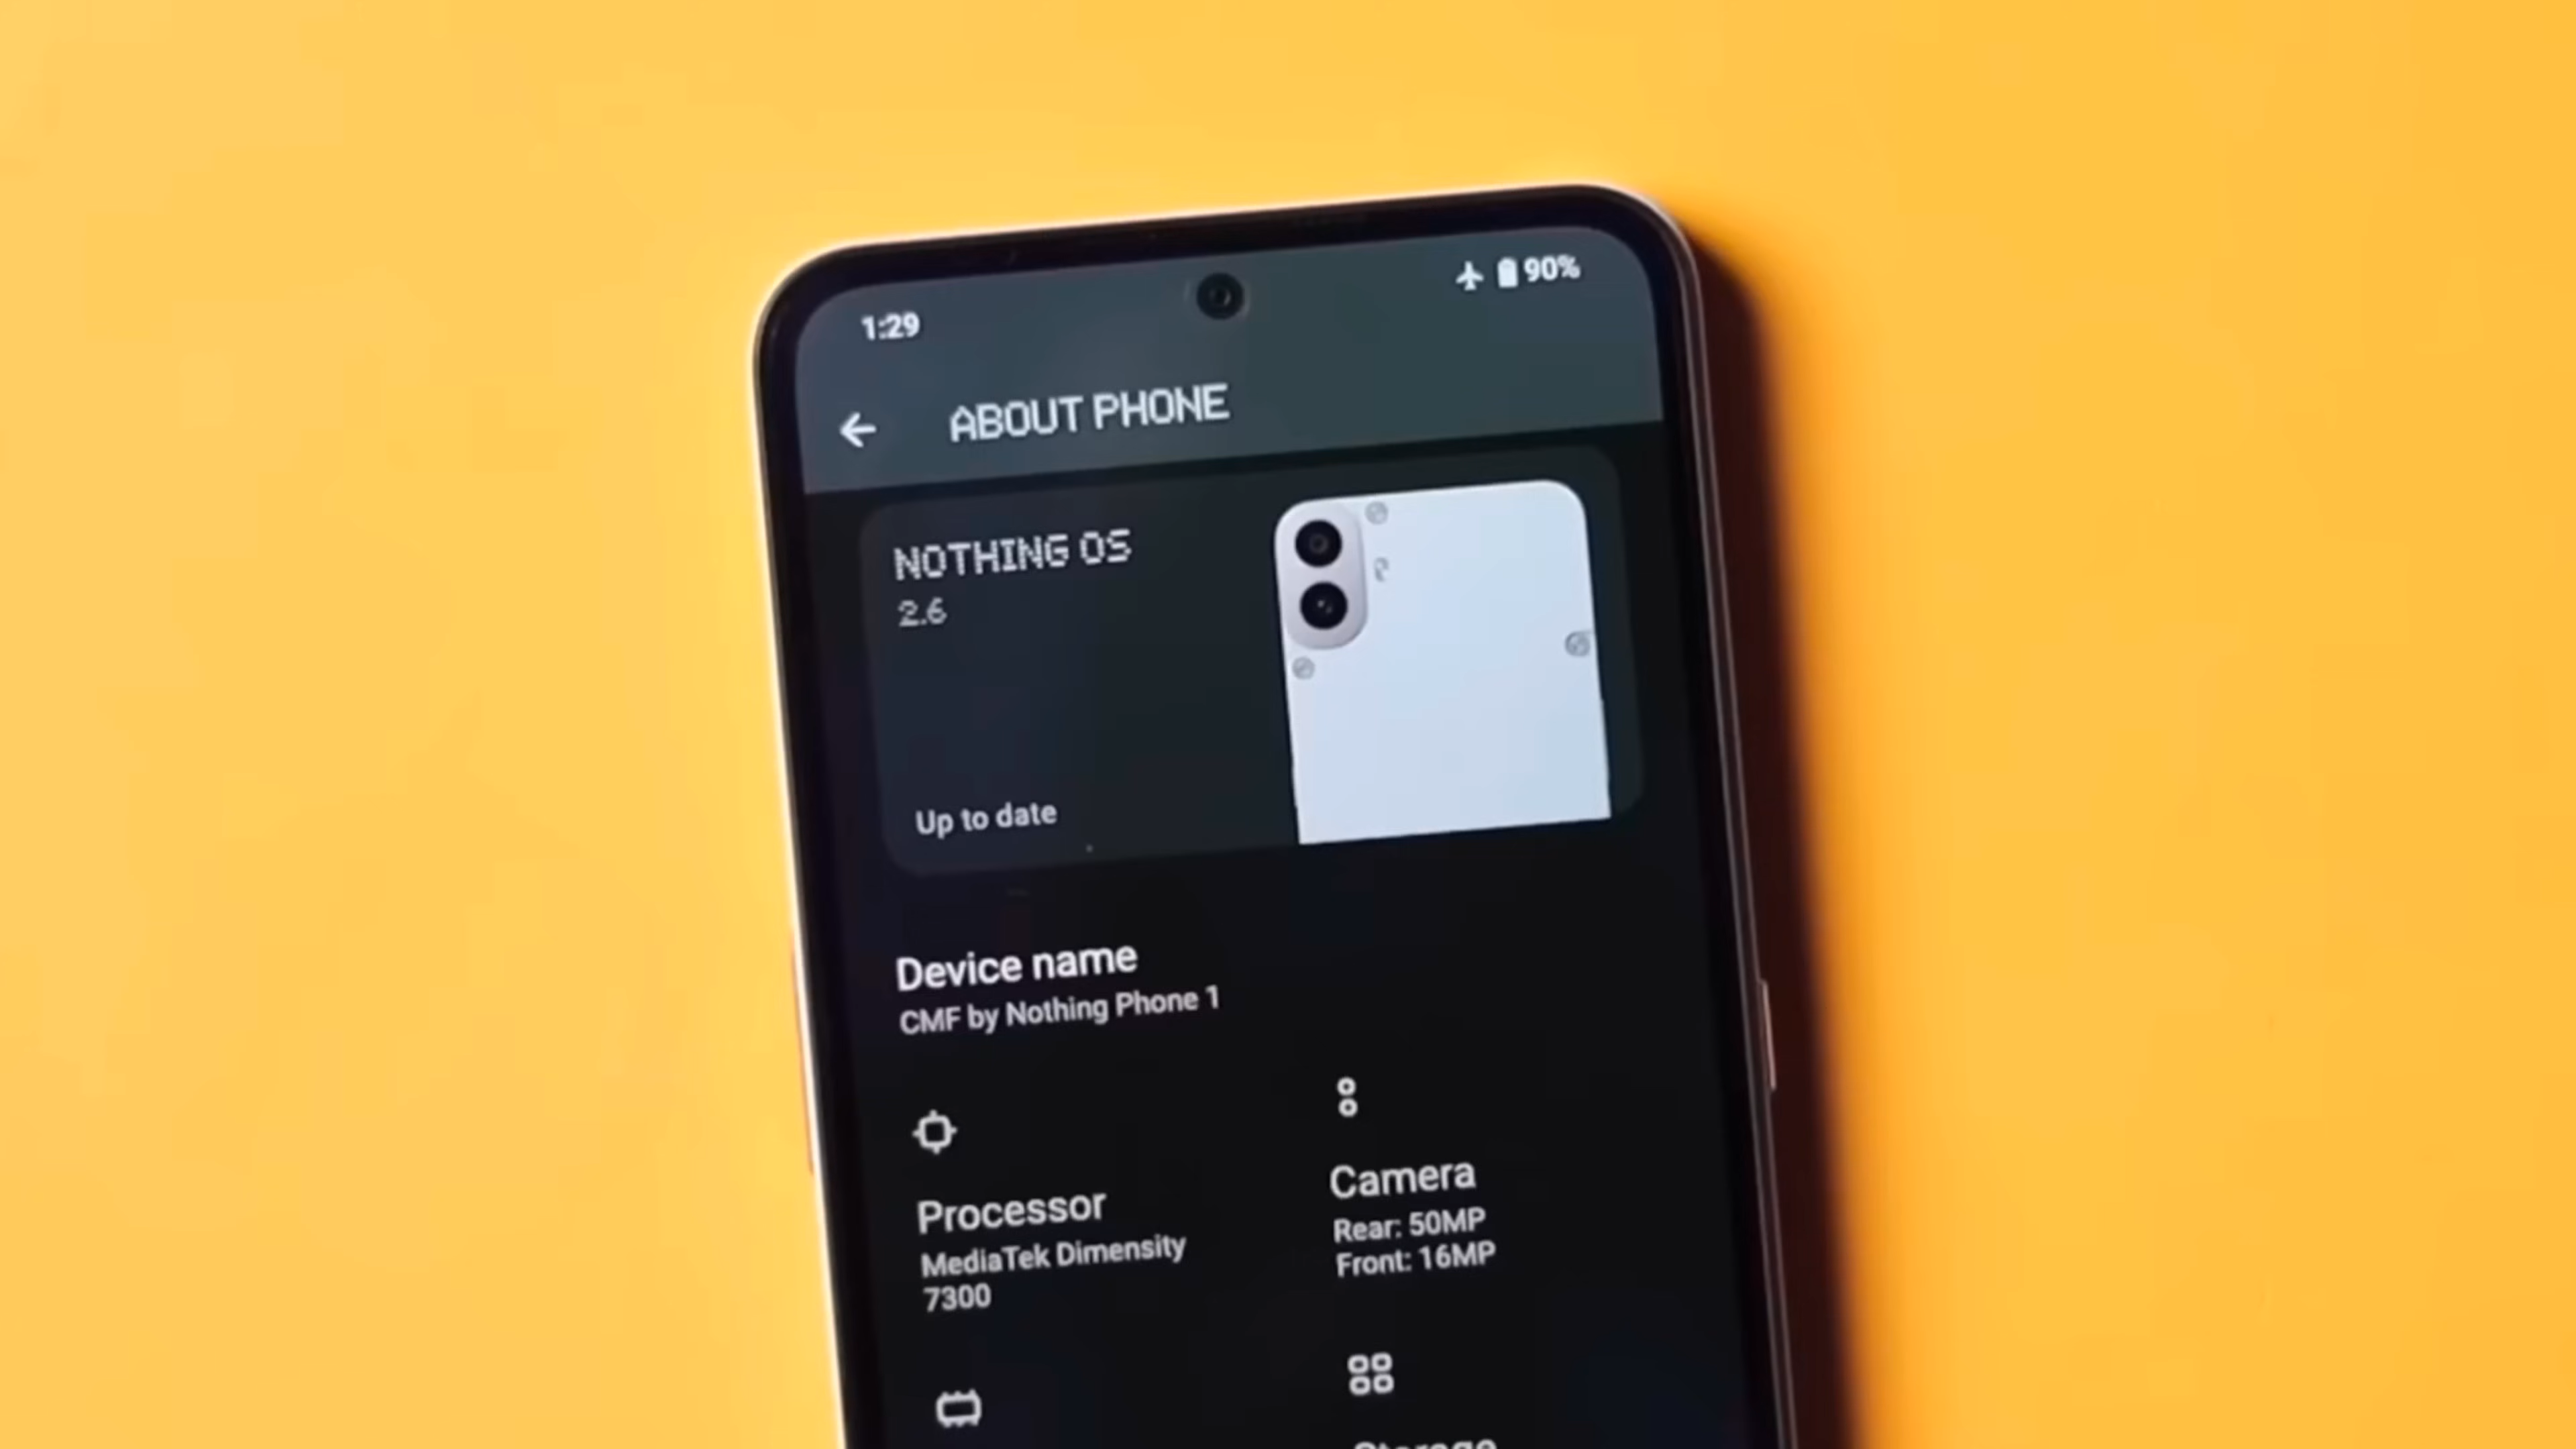 1:29
90%
ABOUT PHONE
NOTHING OS
2.6
Up to date
Device name
CMF by Nothing Phone 1
Processor
MediaTek Dimensity
7300
Camera
Rear: 50MP
Front: 16MP
Storage